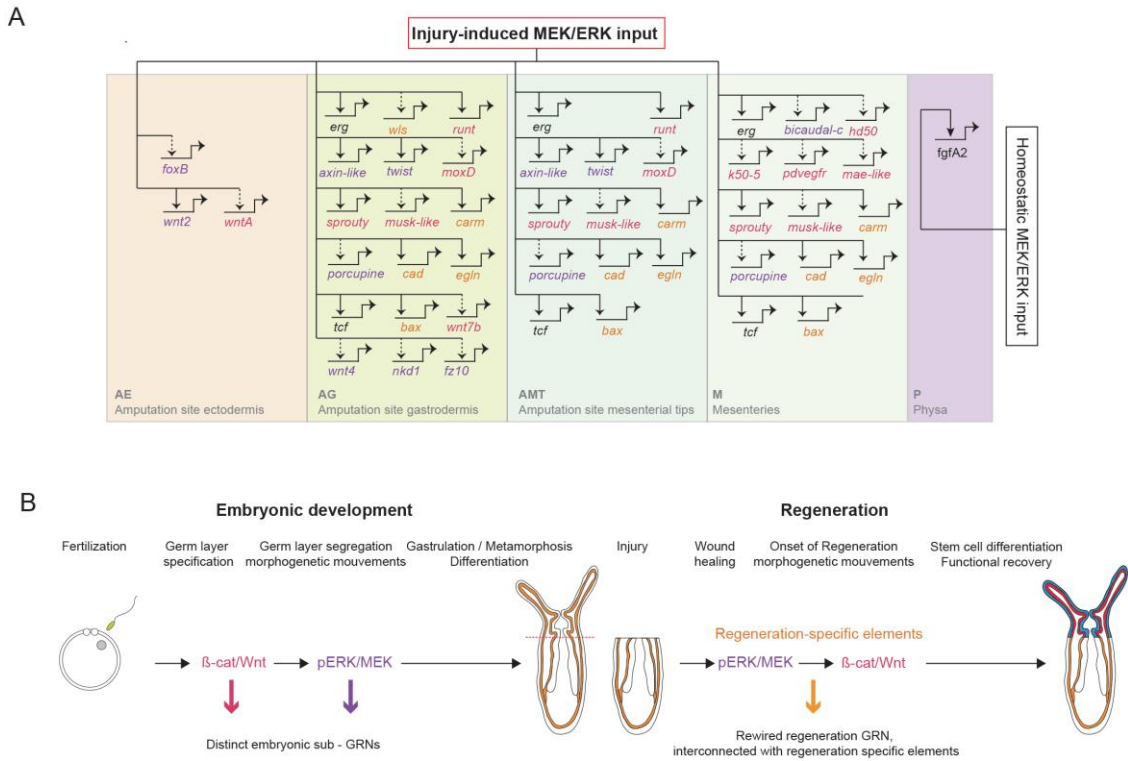 A
Injury-induced MEK/ERK input
foxB
wnt2 wntA
AE
Amputation site ectodermis
erg wls runt
axin-like twist moxD
sprouty musk-like carm
porcupine cad egln
tcf bax wnt7b
wnt4 nkd1 fz10
AG
Amputation site gastrodermis
erg runt
axin-like twist moxD
sprouty musk-like carm
porcupine cad egln
tcf bax
AMT
Amputation site mesenterial tips
erg bicaudal-c hd50
k50-5 pdvegfr mae-like
sprouty musk-like carm
porcupine cad egln
tcf bax
M
Mesenteries
fgfA2
P
Physa
Homeostatic MEK/ERK input
B
Embryonic development
Fertilization
Germ layer
specification
Germ layer segregation
morphogenetic mouvements
Gastrulation / Metamorphosis
Differentiation
ß-cat/Wnt
pERK/MEK
Distinct embryonic sub - GRNs
Regeneration
Injury
Wound
healing
Onset of Regeneration
morphogenetic mouvements
Stem cell differentiation
Functional recovery
Regeneration-specific elements
pERK/MEK
ß-cat/Wnt
Rewired regeneration GRN,
interconnected with regeneration specific elements